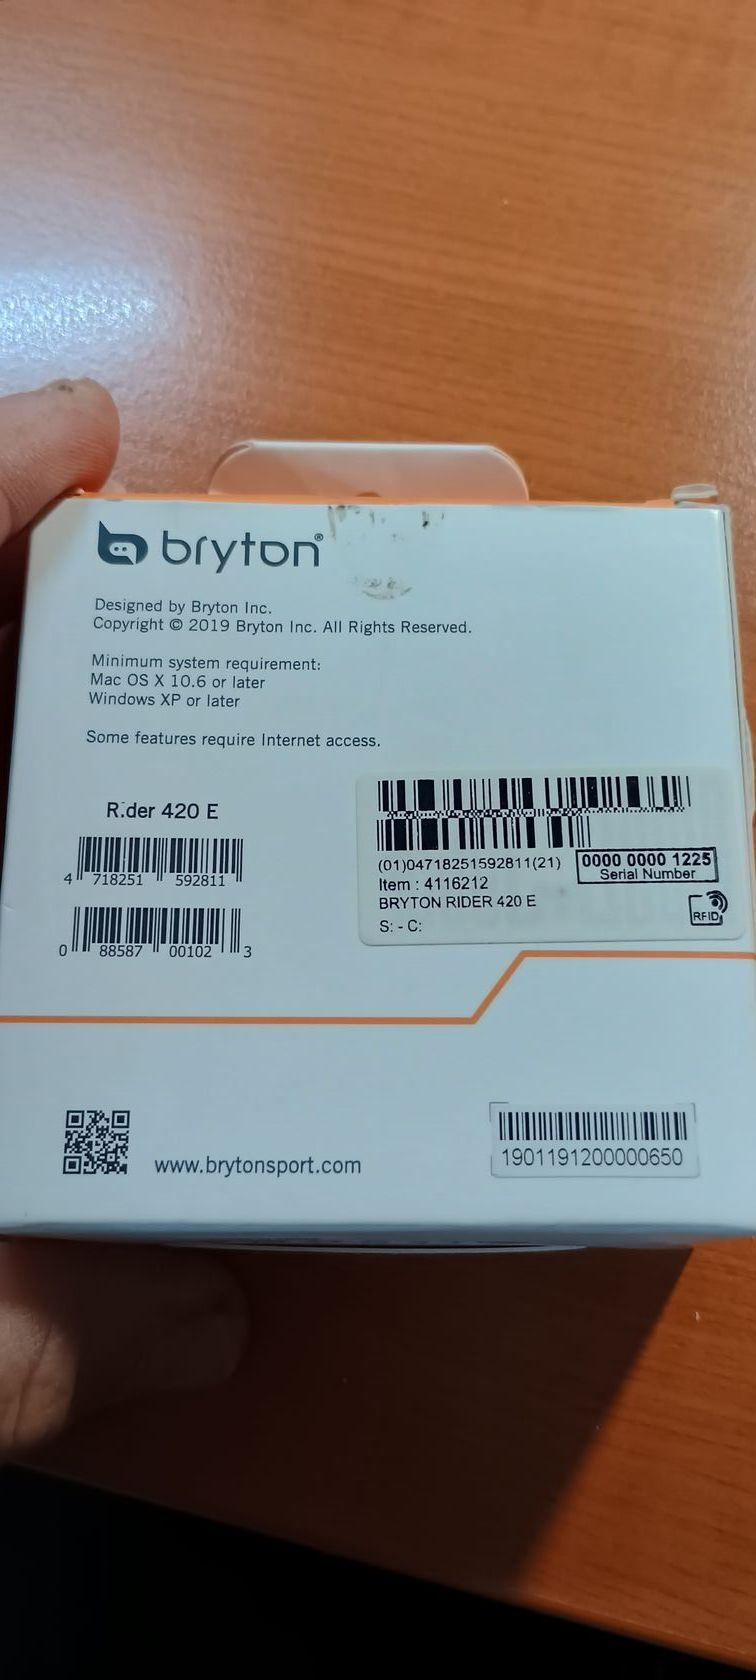 bryton®
Designed by Bryton Inc.
Copyright © 2019 Bryton Inc. All Rights Reserved.
Minimum system requirement:
Mac OS X 10.6 or later
Windows XP or later
Some features require Internet access.
R.der 420 E
4 718251 592811
0 88587 00102 3
(01)04718251592811(21)
0000 0000 1225
Serial Number
Item : 4116212
BRYTON RIDER 420 E
S: - C:
RFID
www.brytonsport.com
1901191200000650